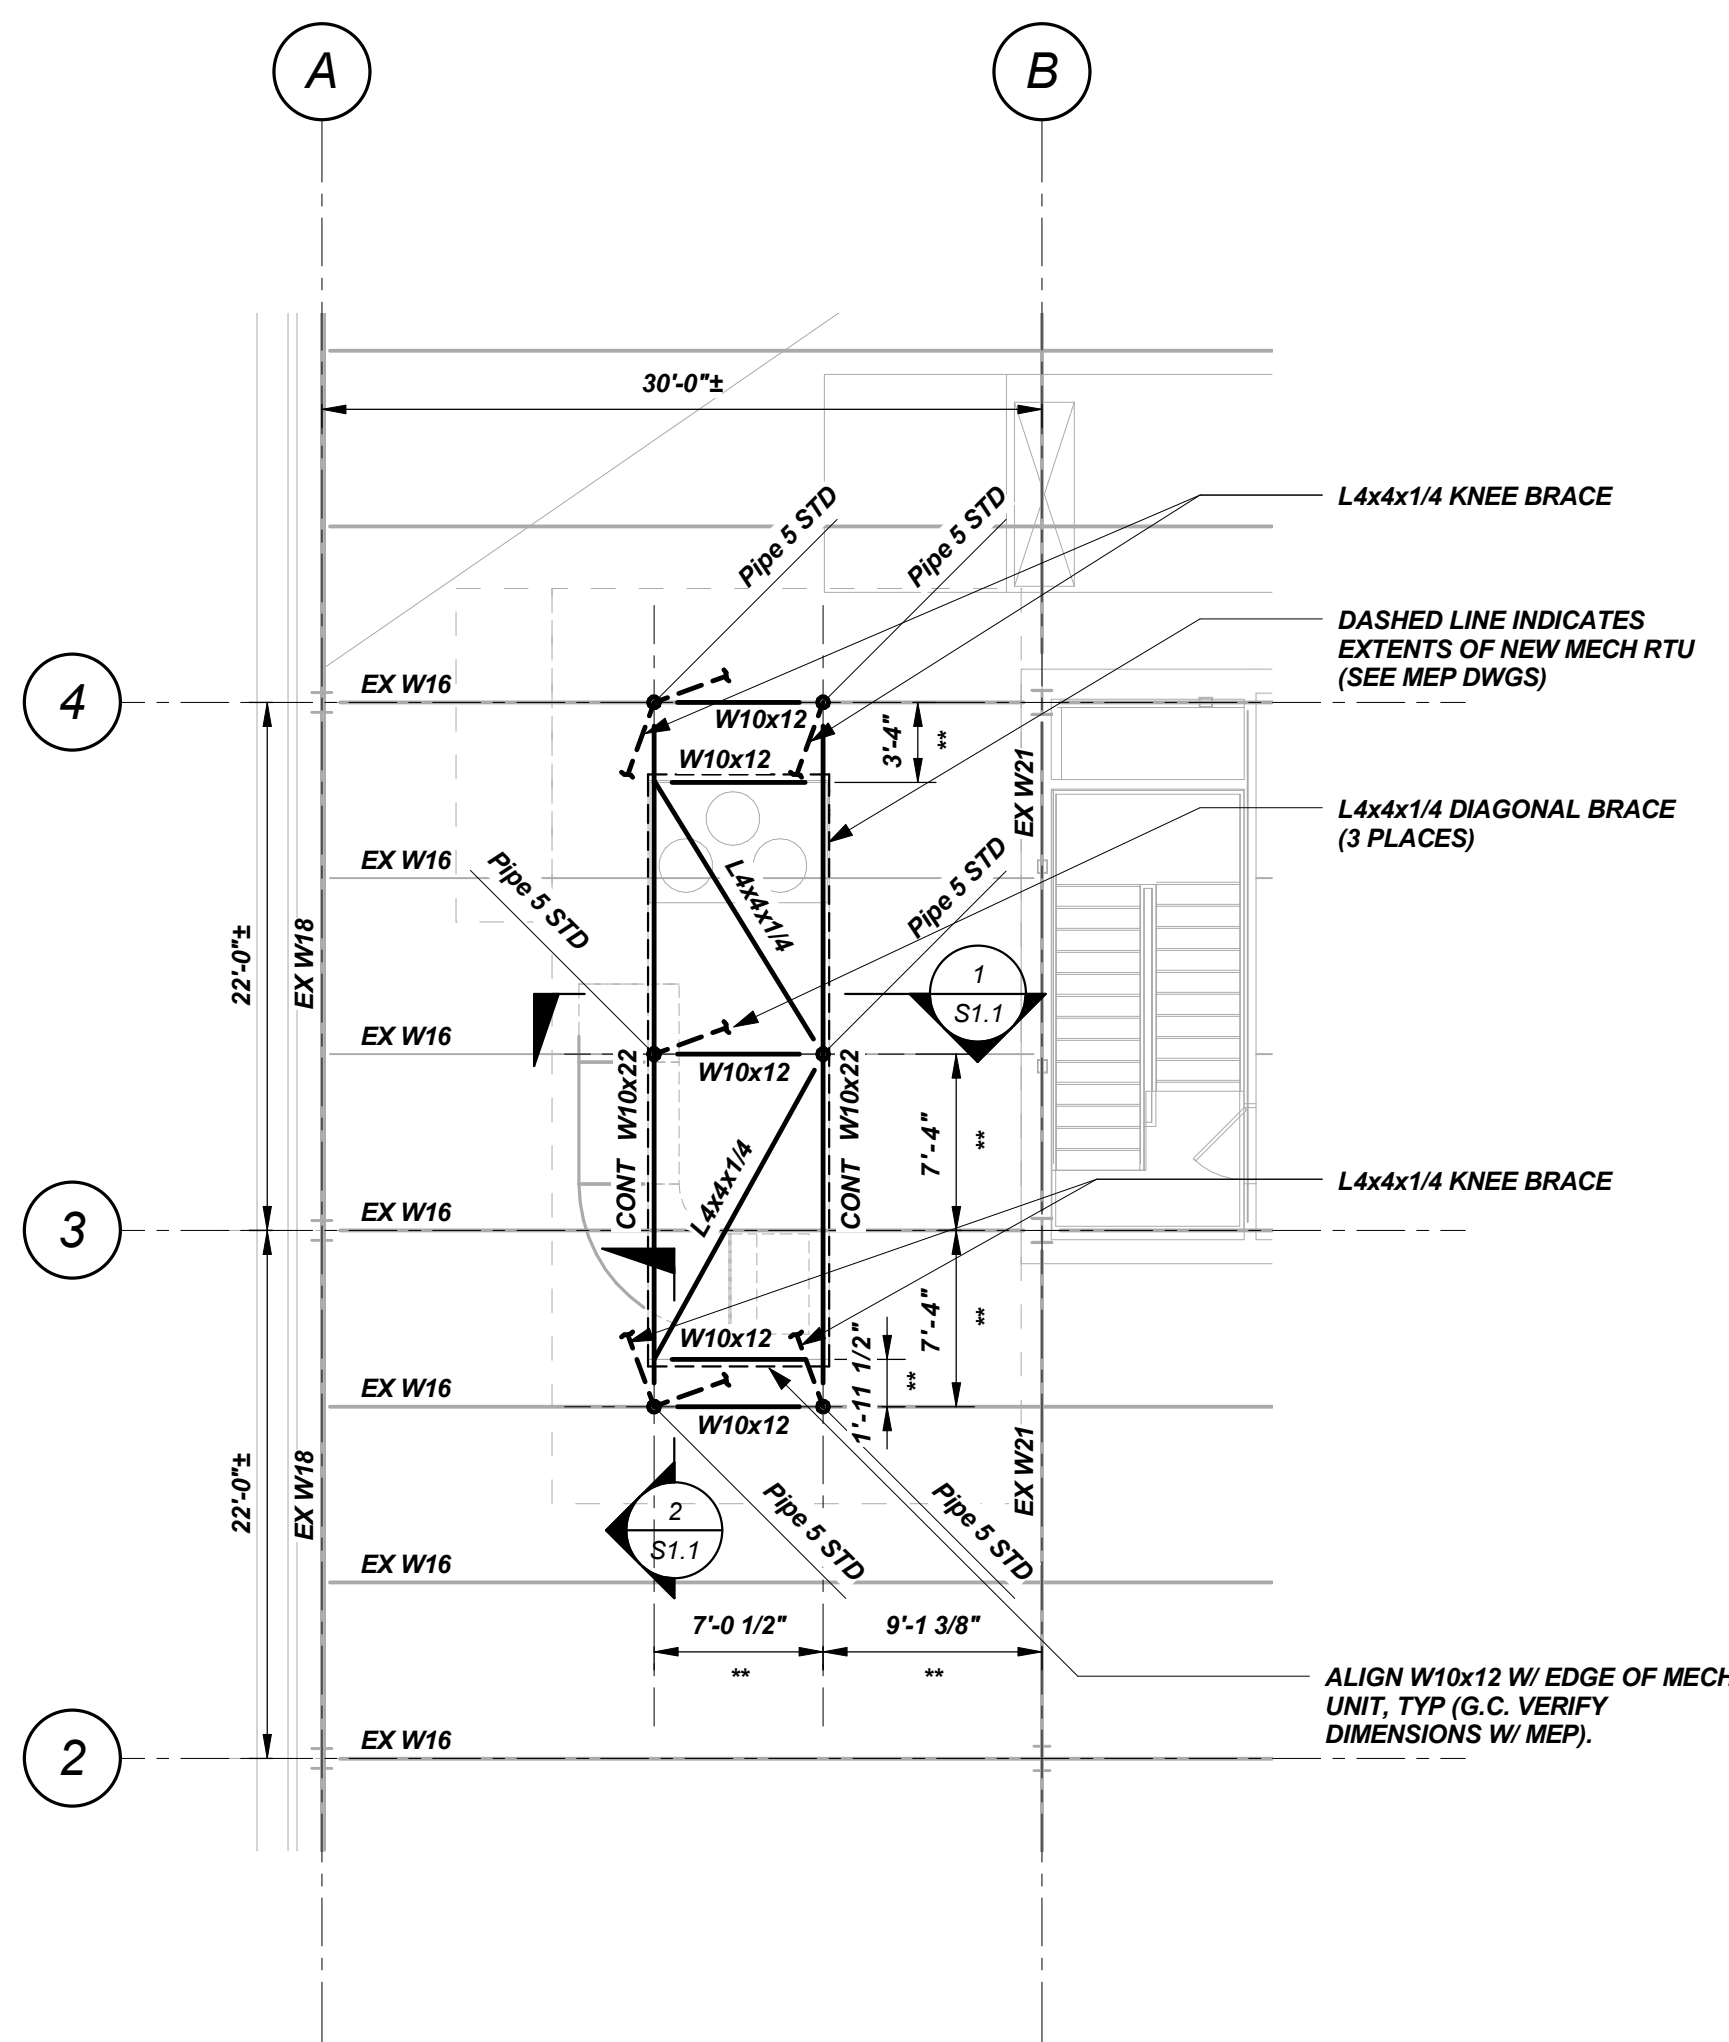 A
B
30'-0"±
Pipe 5 STD
Pipe 5 STD
L4x4x1/4 KNEE BRACE
DASHED LINE INDICATES
EXTENTS OF NEW MECH RTU
(SEE MEP DWGS)
4
EX W16
W10x12
3'-4"
**
W10x12
EX W21
L4x4x1/4 DIAGONAL BRACE
(3 PLACES)
EX W16
Pipe 5 STD
L4x4x1/4
Pipe 5 STD
22'-0"±
EX W18
1
S1.1
EX W16
W10x12
CONT W10x22
CONT W10x22
7'-4"
**
L4x4x1/4
L4x4x1/4 KNEE BRACE
3
EX W16
7'-4"
**
W10x12
1'-11 1/2"
**
EX W16
W10x12
22'-0"±
EX W18
EX W21
2
S1.1
Pipe 5 STD
Pipe 5 STD
EX W16
7'-0 1/2"
**
9'-1 3/8"
**
ALIGN W10x12 W/ EDGE OF MECH
UNIT, TYP (G.C. VERIFY
DIMENSIONS W/ MEP).
2
EX W16